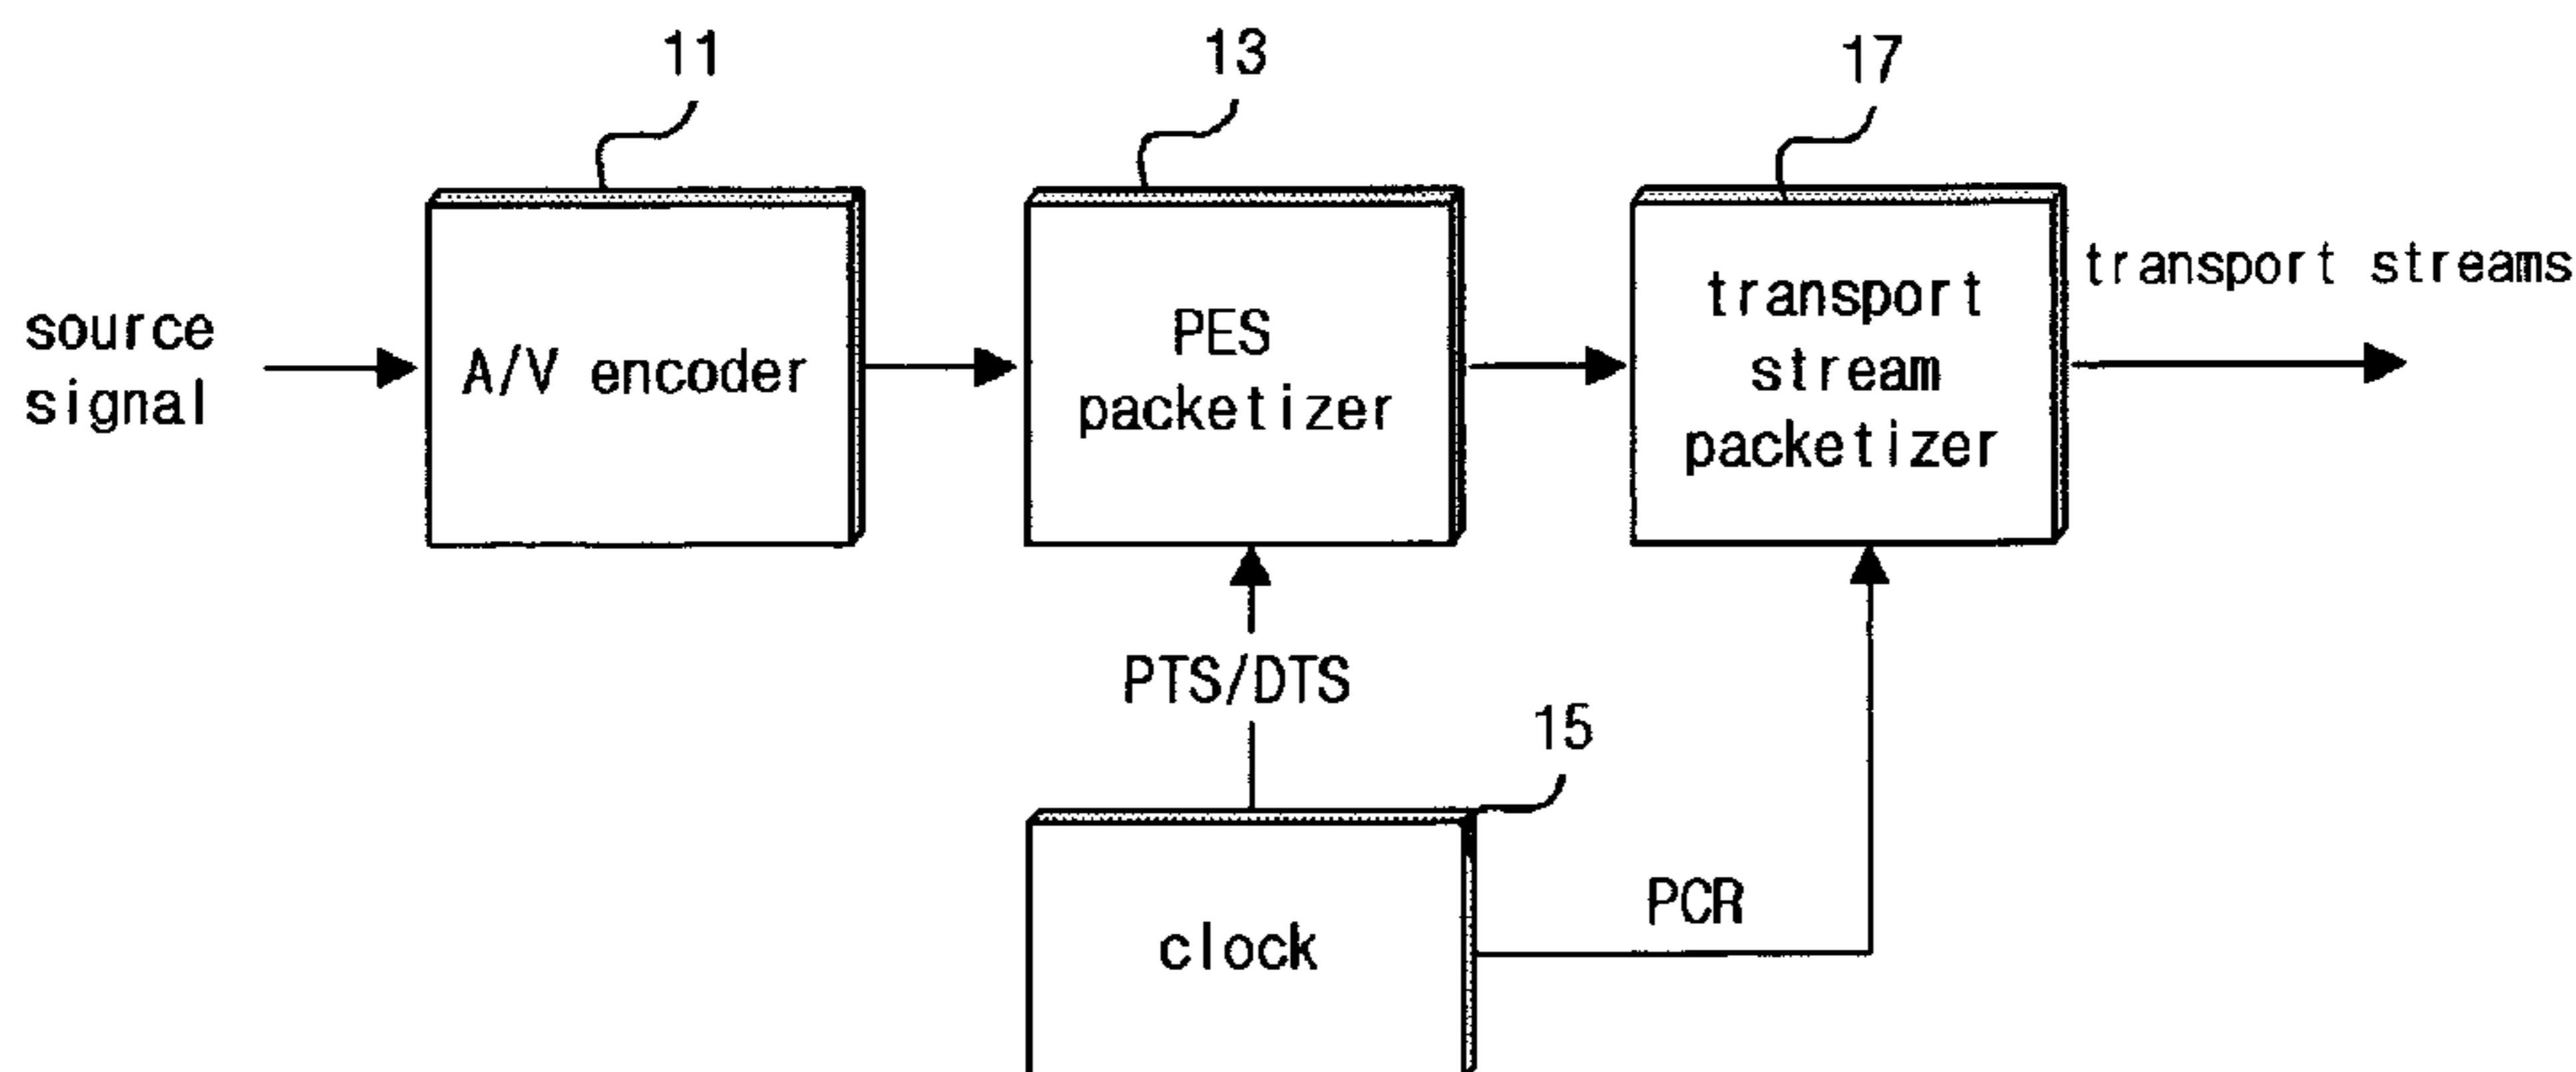 11
13
17
source
signal
A/V encoder
PES
packetizer
transport
stream
packetizer
transport streams
PTS/DTS
15
clock
PCR